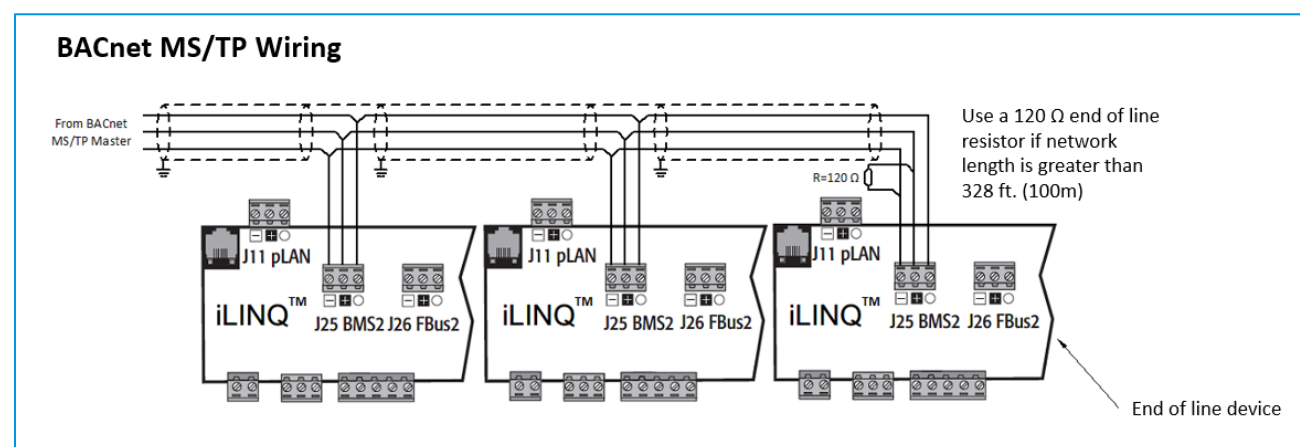 BACnet MS/TP Wiring
From BACnet
MS/TP Master
Use a 120 Ω end of line
resistor if network
length is greater than
328 ft. (100m)
R=120 Ω
J11 pLAN
iLINQ™
J25 BMS2
J26 FBus2
J11 pLAN
iLINQ™
J25 BMS2
J26 FBus2
J11 pLAN
iLINQ™
J25 BMS2
J26 FBus2
End of line device